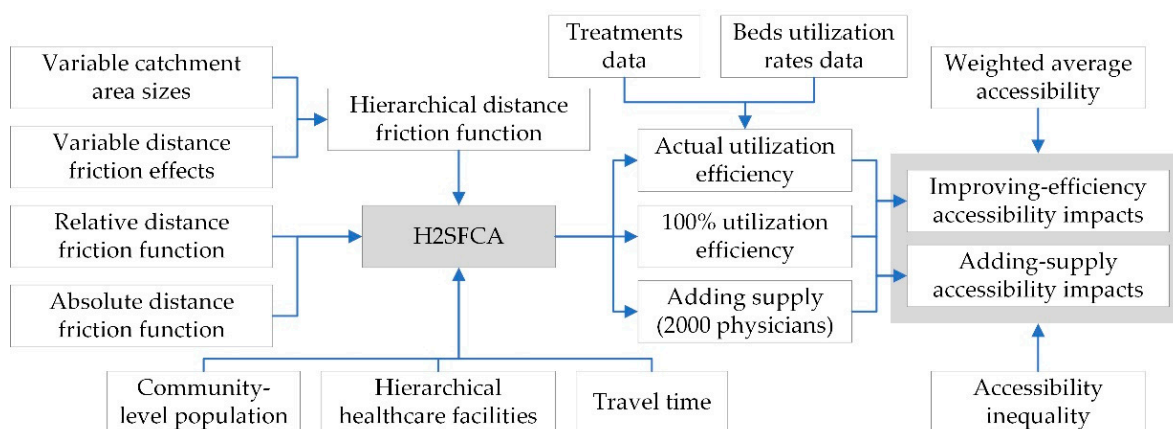 Treatments
data
Beds utilization
rates data
Variable catchment
area sizes
Weighted average
accessibility
Hierarchical distance
friction function
Variable distance
friction effects
Actual utilization
efficiency
Improving-efficiency
accessibility impacts
Relative distance
friction function
H2SFCA
100% utilization
efficiency
Adding-supply
accessibility impacts
Absolute distance
friction function
Adding supply
(2000 physicians)
Community-
level population
Hierarchical
healthcare facilities
Travel time
Accessibility
inequality